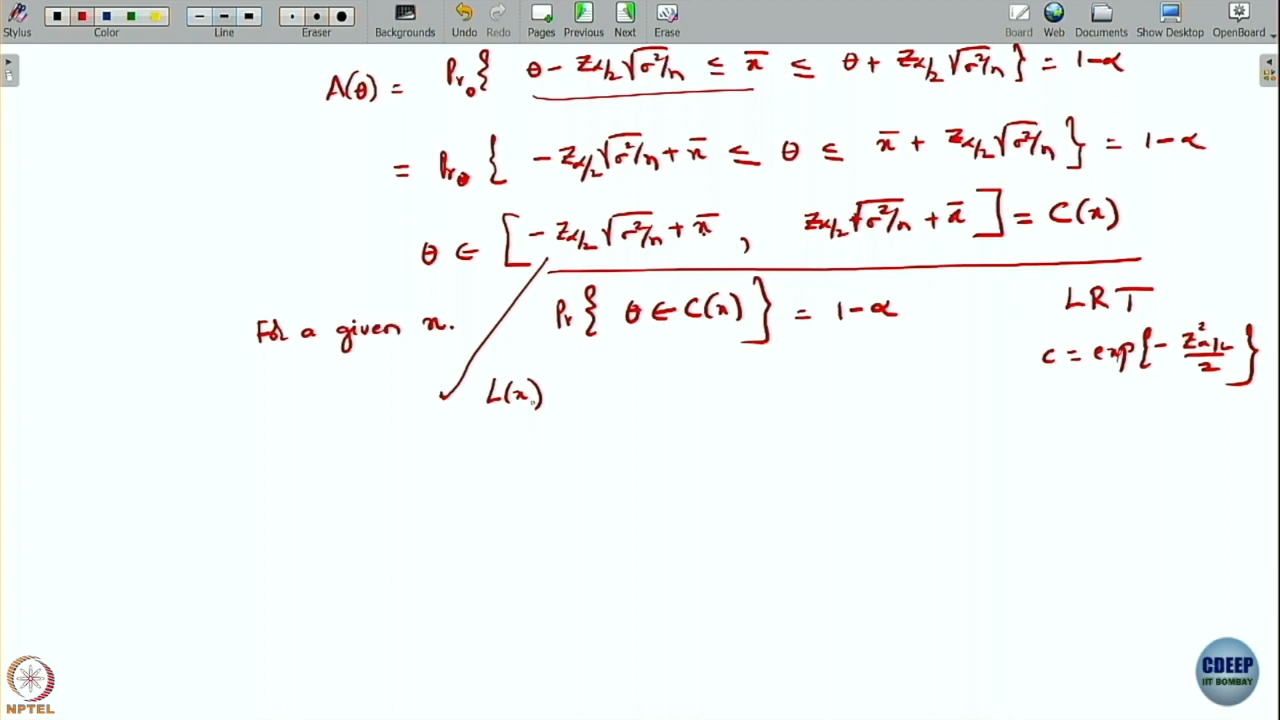 Stylus Color Line Eraser Backgrounds Undo Redo Pages Previous Next Erase Board Web Documents Show Desktop OpenBoard
A(θ) = Pr_θ { θ - z_{α/2} √σ²/n ≤ x̄ ≤ θ + z_{α/2} √σ²/n } = 1-α
= Pr_θ { - z_{α/2} √σ²/n + x̄ ≤ θ ≤ x̄ + z_{α/2} √σ²/n } = 1-α
θ ∈ [ - z_{α/2} √σ²/n + x̄ , z_{α/2} √σ²/n + x̄ ] = C(x)
Pr { θ ∈ C(x) } = 1-α
LRT
For a given x.
c = exp{ - z²_{α/2} / 2 }
L(x)
NPTEL
CDEEP
IIT BOMBAY